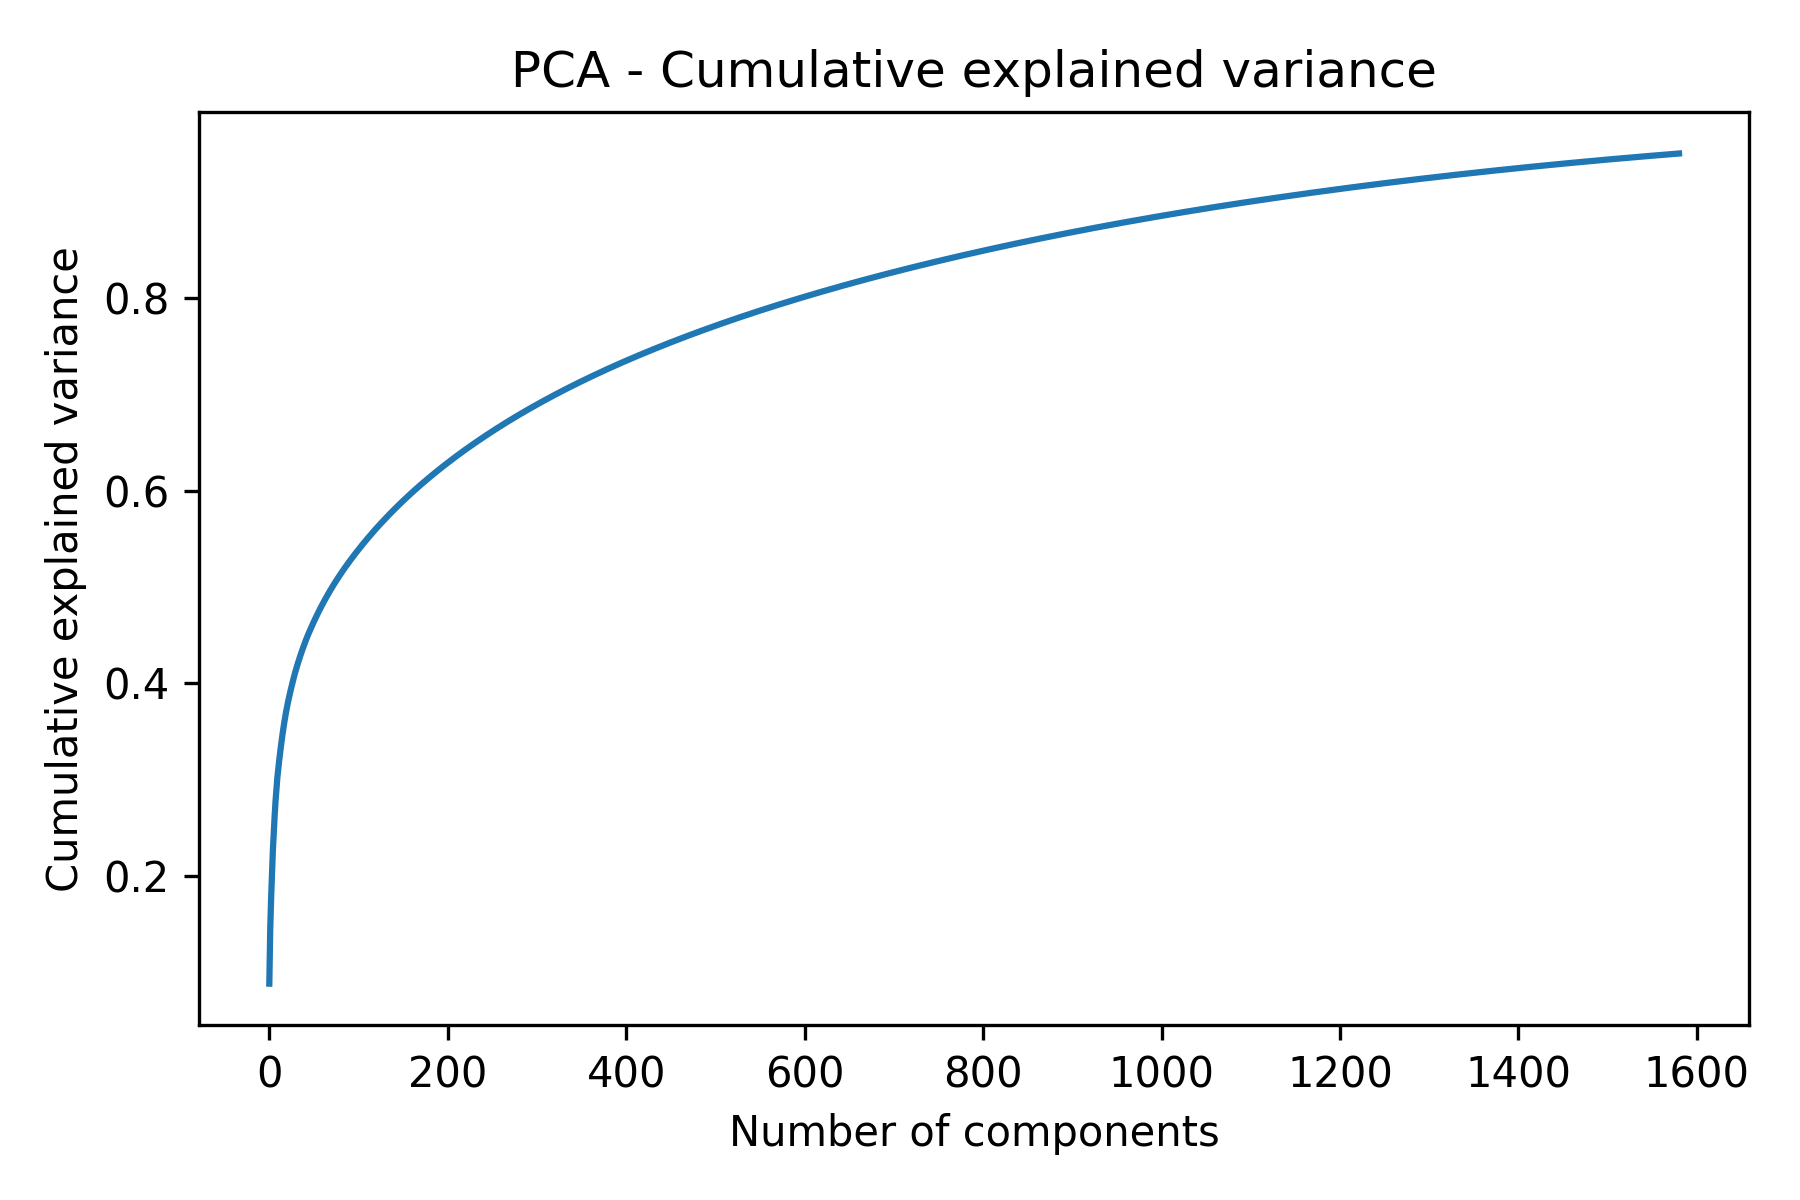 PCA - Cumulative explained variance
Cumulative explained variance
0.8
0.6
0.4
0.2
0 200 400 600 800 1000 1200 1400 1600
Number of components